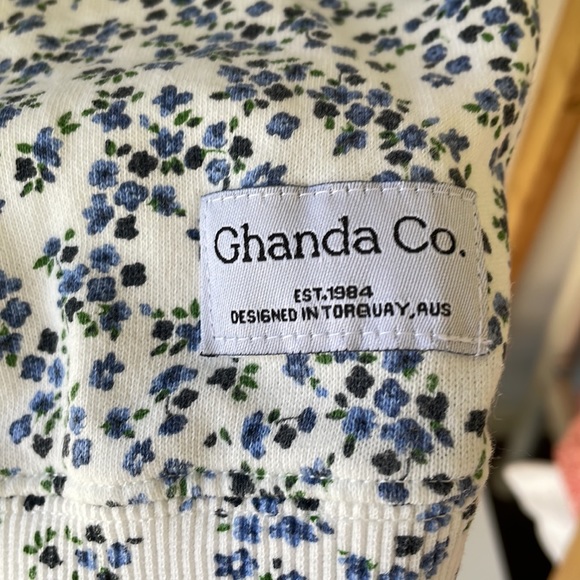 Ghanda Co.
EST.1984
DESIGNED IN TORQUAY, AUS